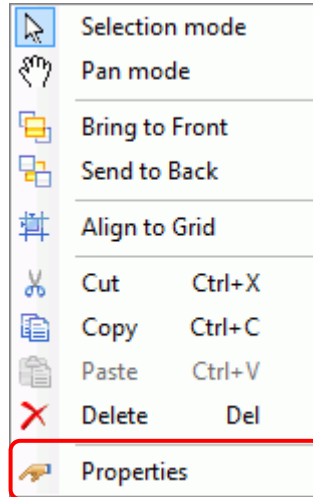 Selection mode
Pan mode
Bring to Front
Send to Back
Align to Grid
Cut Ctrl+X
Copy Ctrl+C
Paste Ctrl+V
Delete Del
Properties